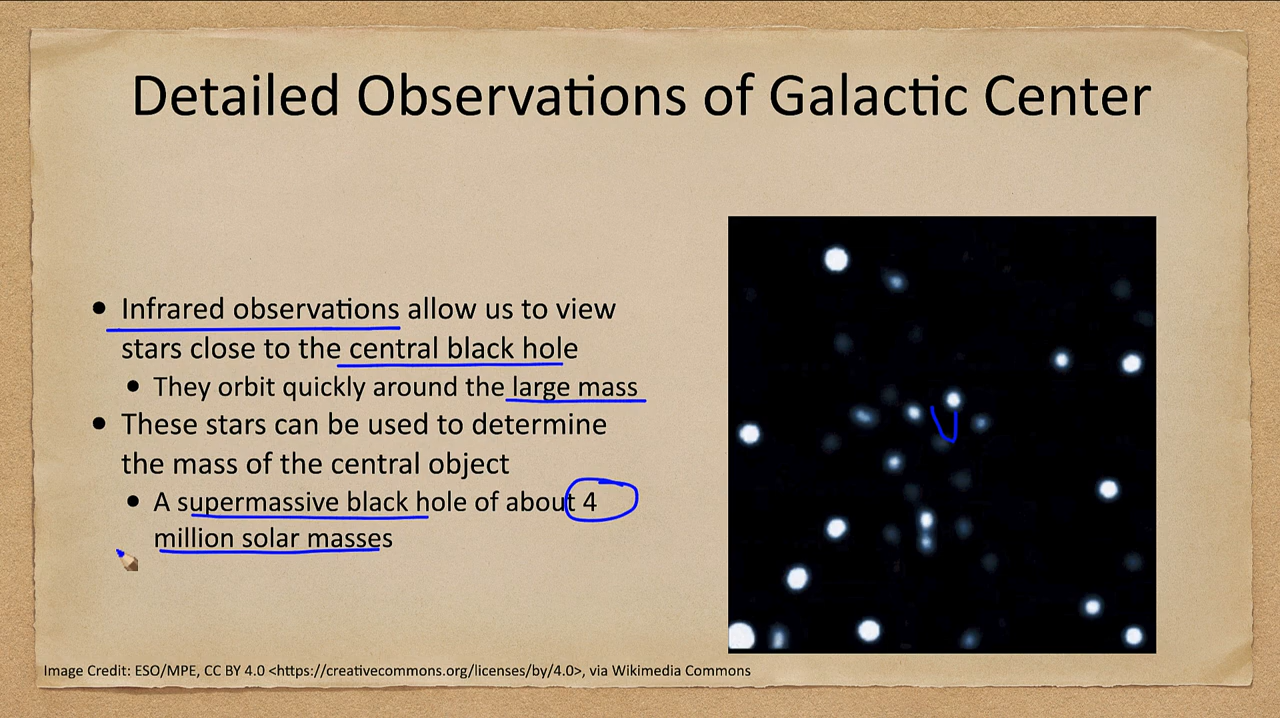 Detailed Observations of Galactic Center
• Infrared observations allow us to view
stars close to the central black hole
• They orbit quickly around the large mass
• These stars can be used to determine
the mass of the central object
• A supermassive black hole of about 4
million solar masses
Image Credit: ESO/MPE, CC BY 4.0 <https://creativecommons.org/licenses/by/4.0>, via Wikimedia Commons